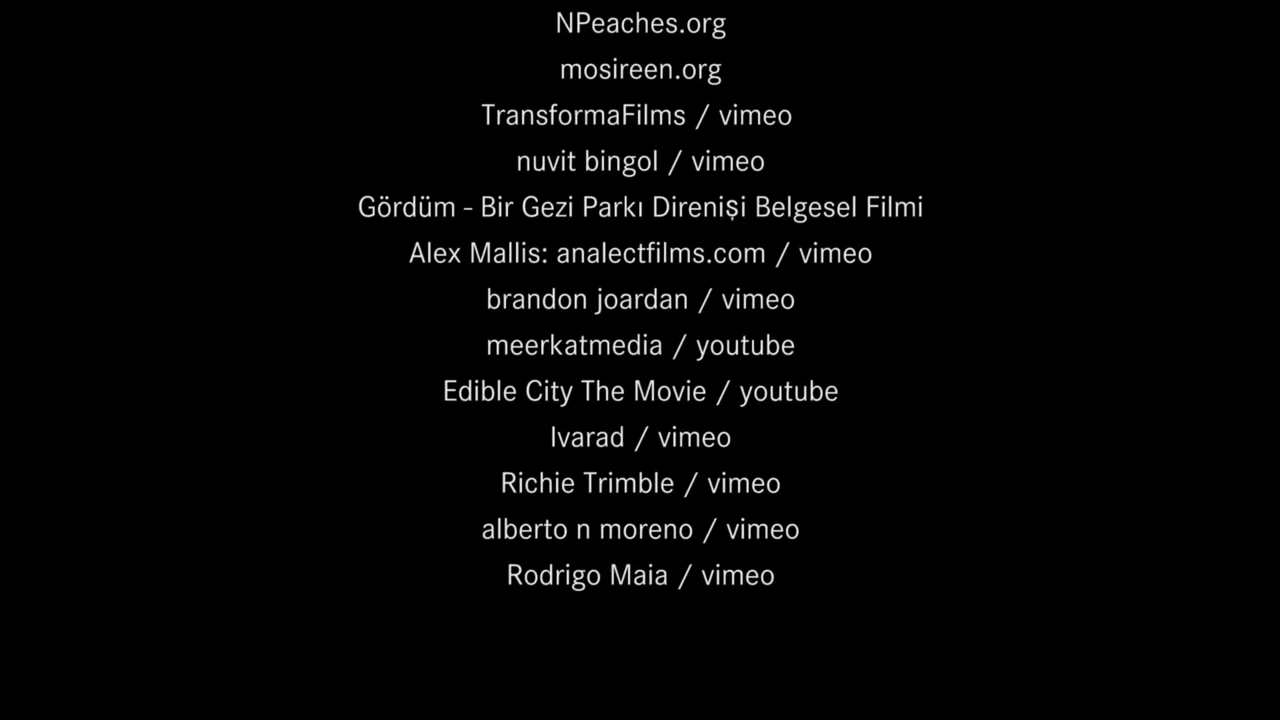 NPeaches.org
mosireen.org
TransformaFilms / vimeo
nuvit bingol / vimeo
Gördüm - Bir Gezi Parkı Direnişi Belgesel Filmi
Alex Mallis: analectfilms.com / vimeo
brandon joardan / vimeo
meerkatmedia / youtube
Edible City The Movie / youtube
lvarad / vimeo
Richie Trimble / vimeo
alberto n moreno / vimeo
Rodrigo Maia / vimeo